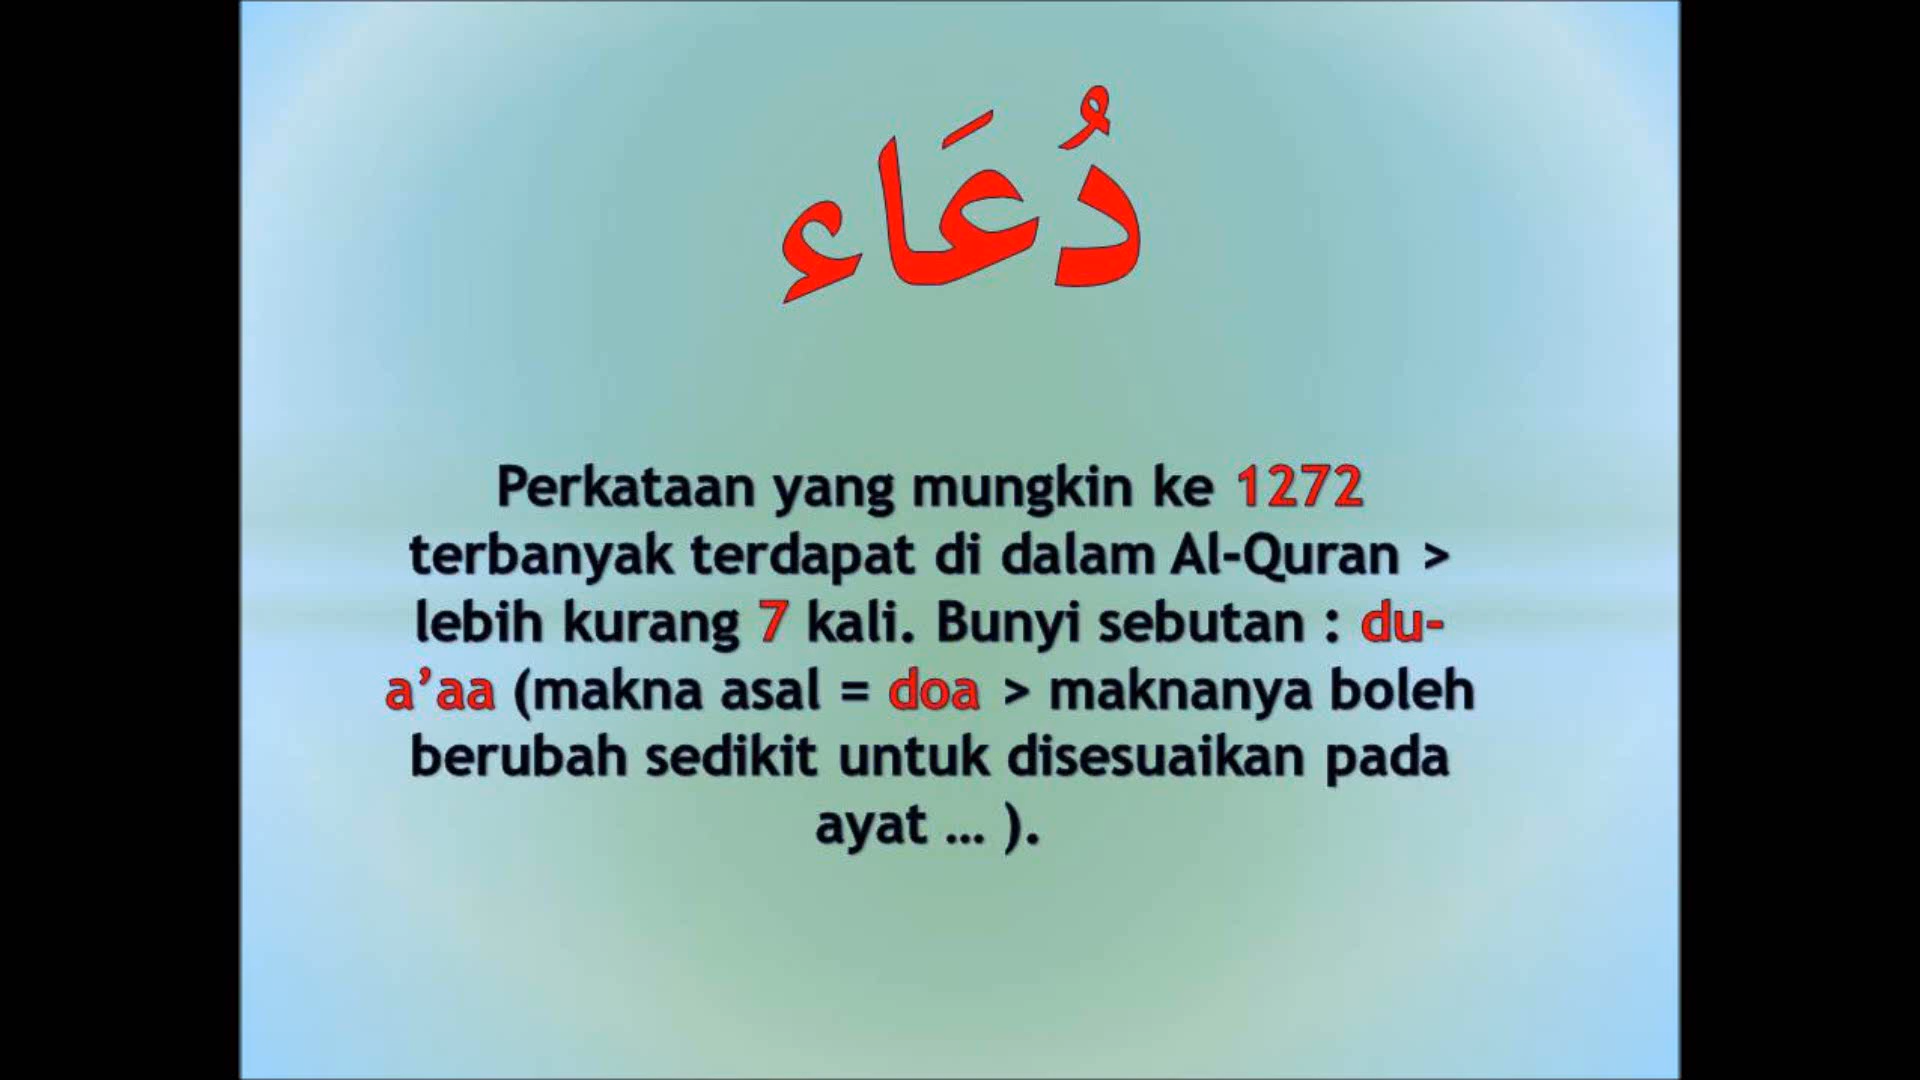 دُعَاء
Perkataan yang mungkin ke 1272
terbanyak terdapat di dalam Al-Quran >
lebih kurang 7 kali. Bunyi sebutan : du-
a’aa (makna asal = doa > maknanya boleh
berubah sedikit untuk disesuaikan pada
ayat ... ).